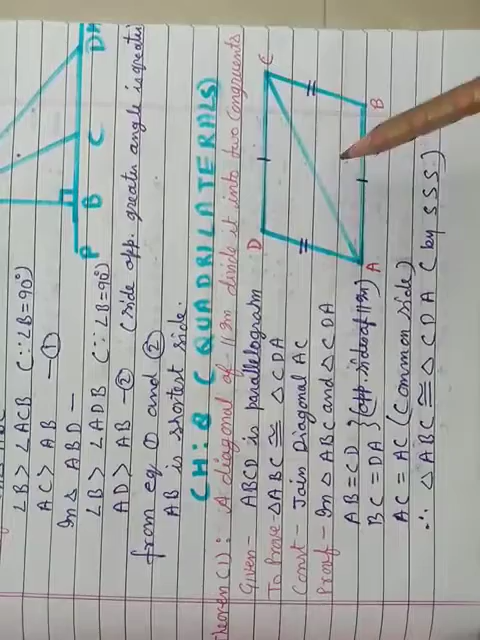 ∠B > ∠ACB (∵ ∠B = 90°)
AC > AB — ①
In △ ABD —
∠B > ∠ADB (∵ ∠B = 90°)
AD > AB — ② (side opp. greater angle is greater
from eq ① and ②
AB is shortest side.
P B C D
CH: 8 ( QUADRILATERALS)
Theorem (1): A diagonal of ||gm divide it into two congruents
Given - ABCD is parallelogram
To Prove - △ABC ≅ △CDA
Const - Join Diagonal AC
Proof - In △ ABC and △ CDA
AB = CD } (opp. side of ||gm)
BC = DA
AC = AC (Common side)
∴ △ ABC ≅ △ CDA ( by SSS)
D C
A B